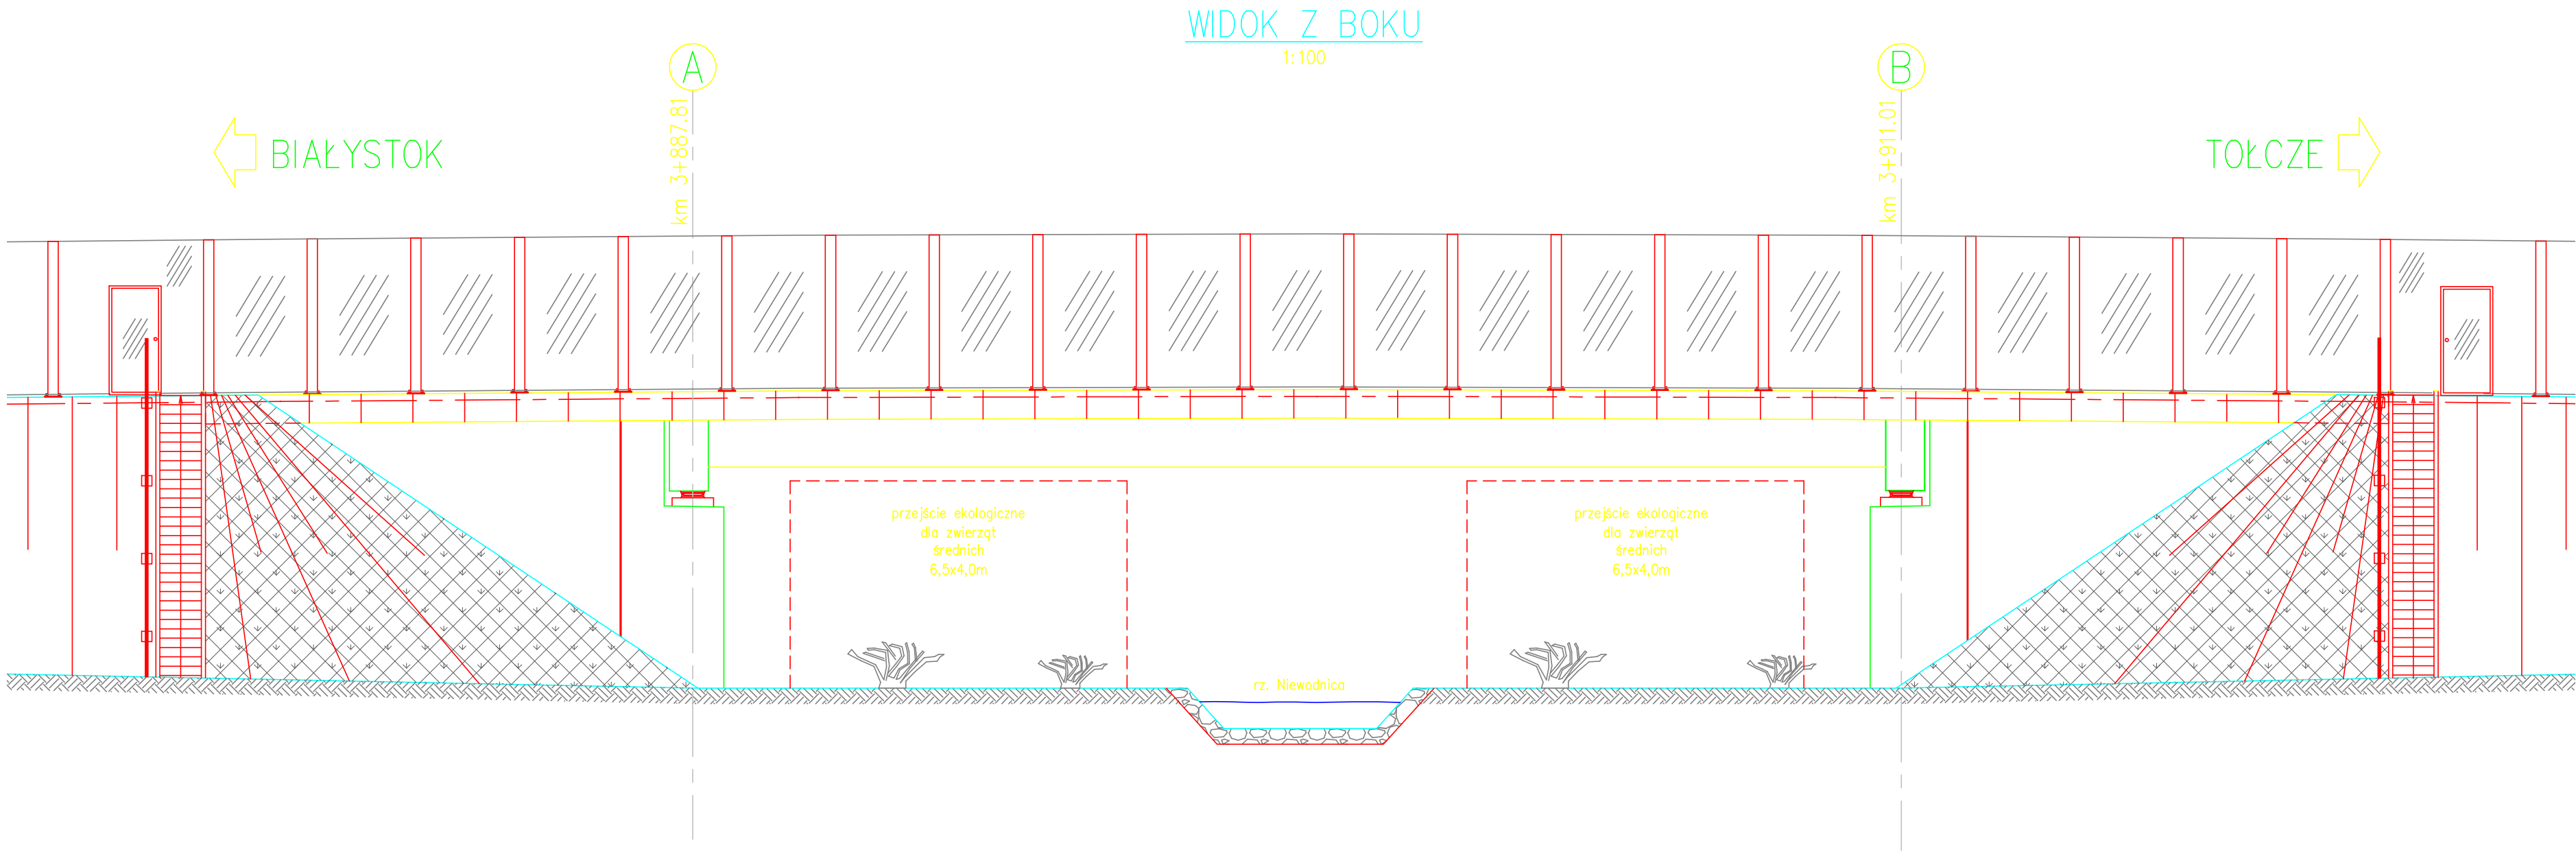 WIDOK Z BOKU
1:100
A
B
km 3+887.81
km 3+911.01
BIAŁYSTOK
TOŁCZE
przejście ekologiczne
dla zwierząt
średnich
6,5x4,0m
przejście ekologiczne
dla zwierząt
średnich
6,5x4,0m
rz. Niewodnica